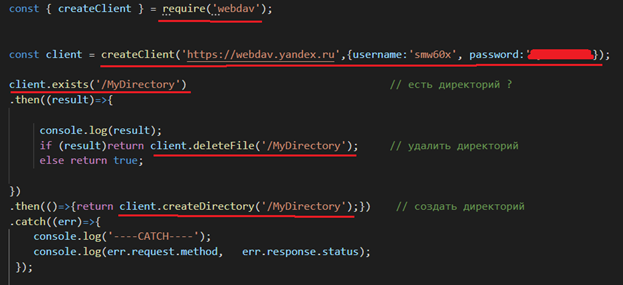 const { createClient } = require('webdav');
const client = createClient('https://webdav.yandex.ru',{username:'smw60x', password:'});
client.exists('/MyDirectory') // есть директорий ?
.then((result)=>{
console.log(result);
if (result)return client.deleteFile('/MyDirectory'); // удалить директорий
else return true;
})
.then(()=>{return client.createDirectory('/MyDirectory');}) // создать директорий
.catch((err)=>{
console.log('----CATCH----');
console.log(err.request.method, err.response.status);
});